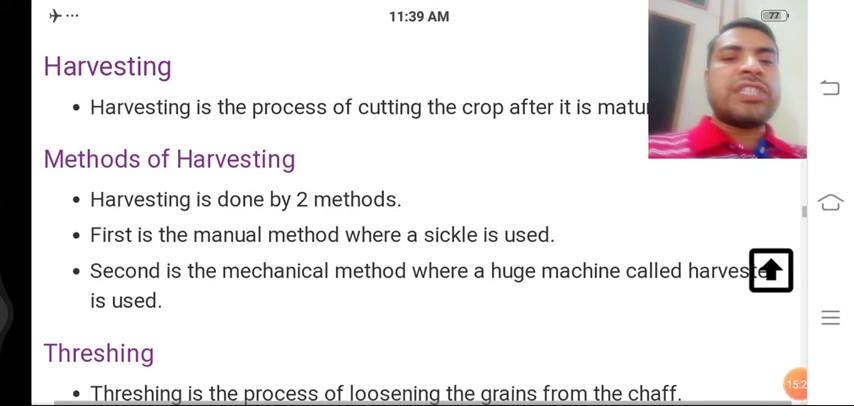 11:39 AM
77
Harvesting
• Harvesting is the process of cutting the crop after it is
Methods of Harvesting
• Harvesting is done by 2 methods.
• First is the manual method where a sickle is used.
• Second is the mechanical method where a huge machine called
is used.
Threshing
• Threshing is the process of loosening the grains from the chaff.